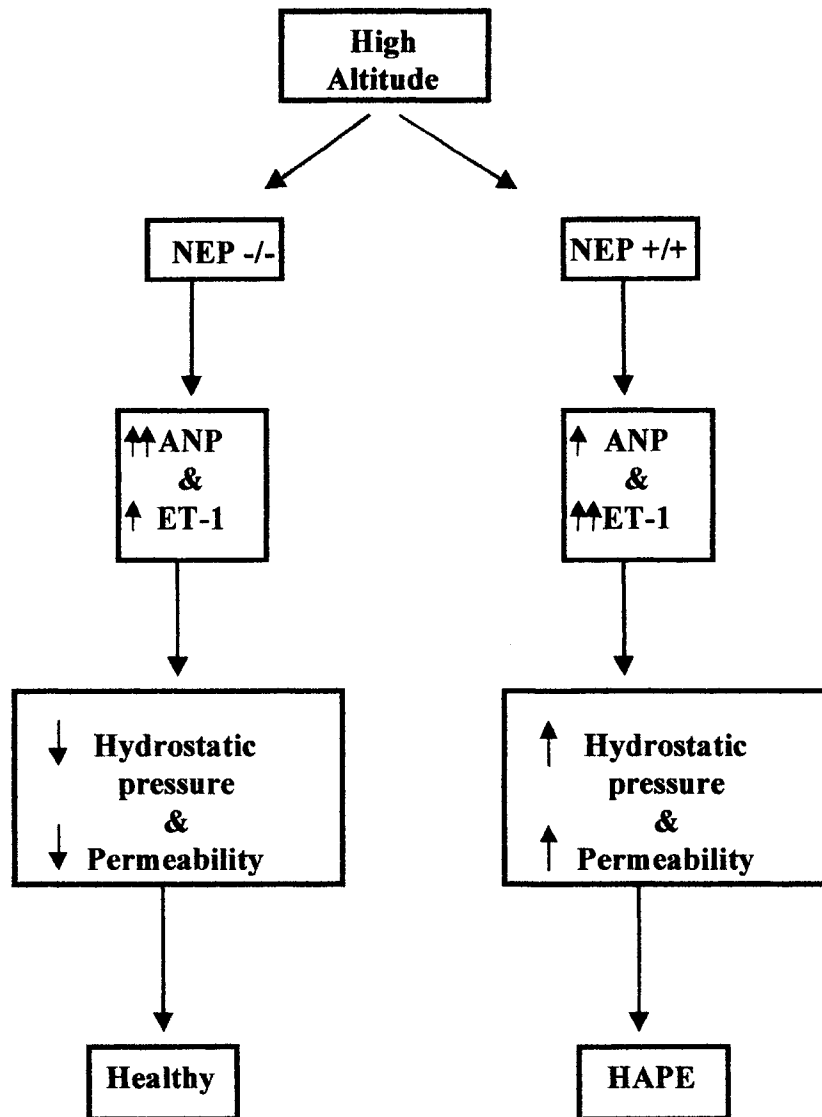 High
Altitude
NEP -/-
NEP +/+
↑↑ ANP
&
↑ ET-1
↑ ANP
&
↑↑ ET-1
↓ Hydrostatic
pressure
&
↓ Permeability
↑ Hydrostatic
pressure
&
↑ Permeability
Healthy
HAPE